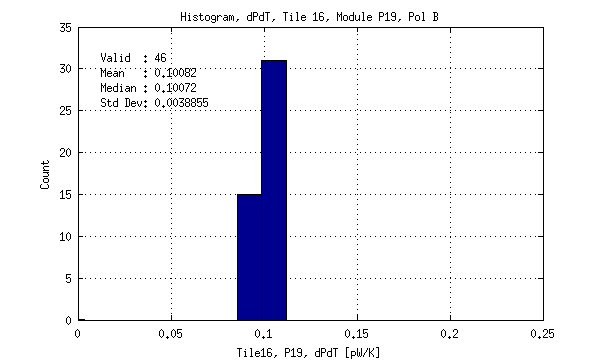 Histogram, dPdT, Tile 16, Module P19, Pol B
35
30
25
20
15
10
5
0
Count
Valid : 46
Mean : 0.10082
Median : 0.10072
Std Dev: 0.0038855
0 0.05 0.1 0.15 0.2 0.25
Tile16, P19, dPdT [pW/K]